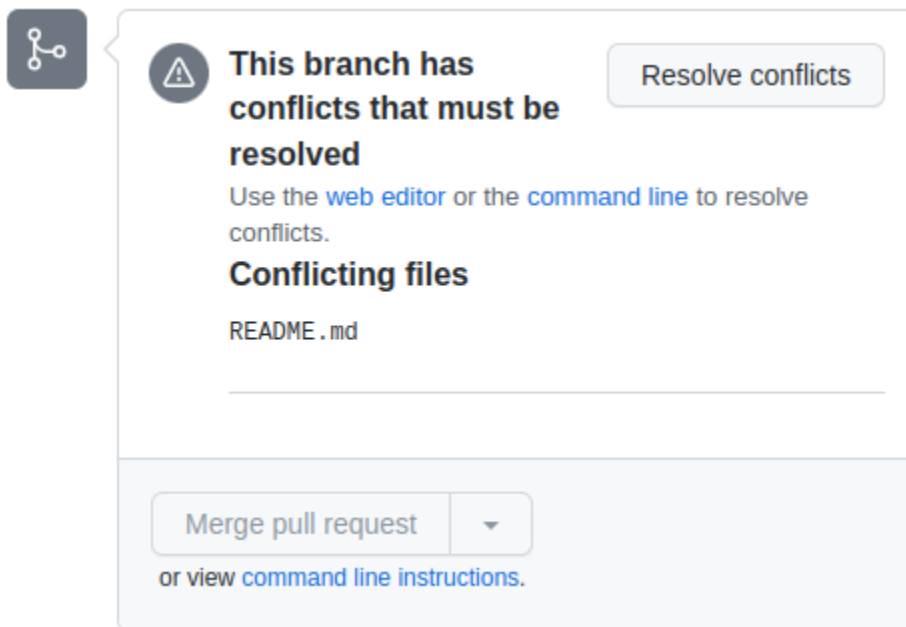 This branch has
conflicts that must be
resolved
Resolve conflicts
Use the web editor or the command line to resolve
conflicts.
Conflicting files
README.md
Merge pull request
or view command line instructions.